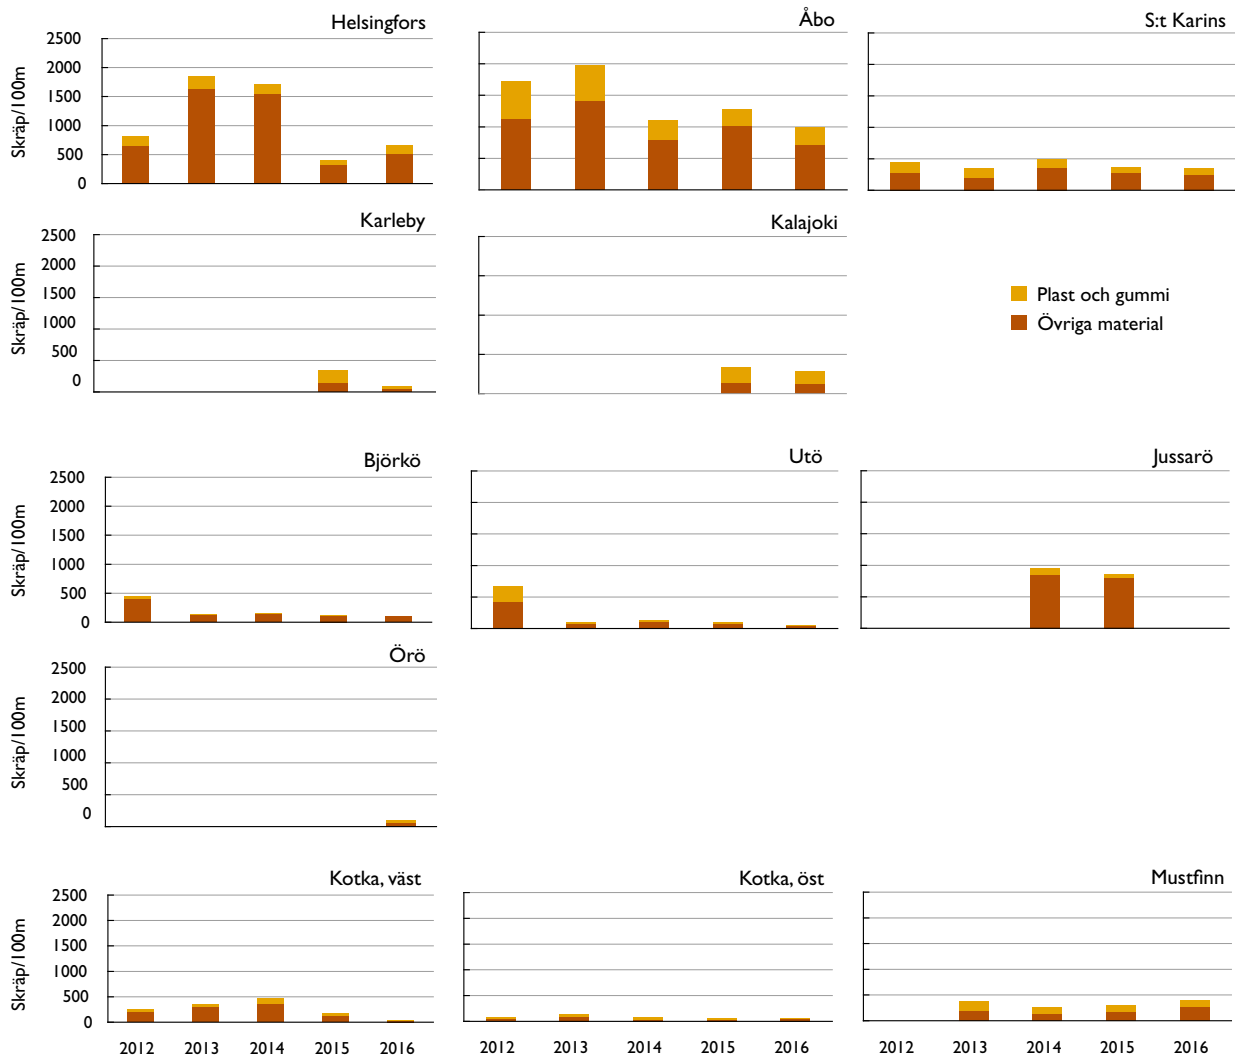 Helsingfors
Åbo
S:t Karins
2500
2000
1500
1000
500
0
Skräp/100m
Karleby
Kalajoki
2500
2000
1500
1000
500
0
Skräp/100m
Plast och gummi
Övriga material
Björkö
Utö
Jussarö
2500
2000
1500
1000
500
0
Skräp/100m
Örö
2500
2000
1500
1000
500
0
Skräp/100m
Kotka, väst
Kotka, öst
Mustfinn
2500
2000
1500
1000
500
0
Skräp/100m
2012 2013 2014 2015 2016
2012 2013 2014 2015 2016
2012 2013 2014 2015 2016